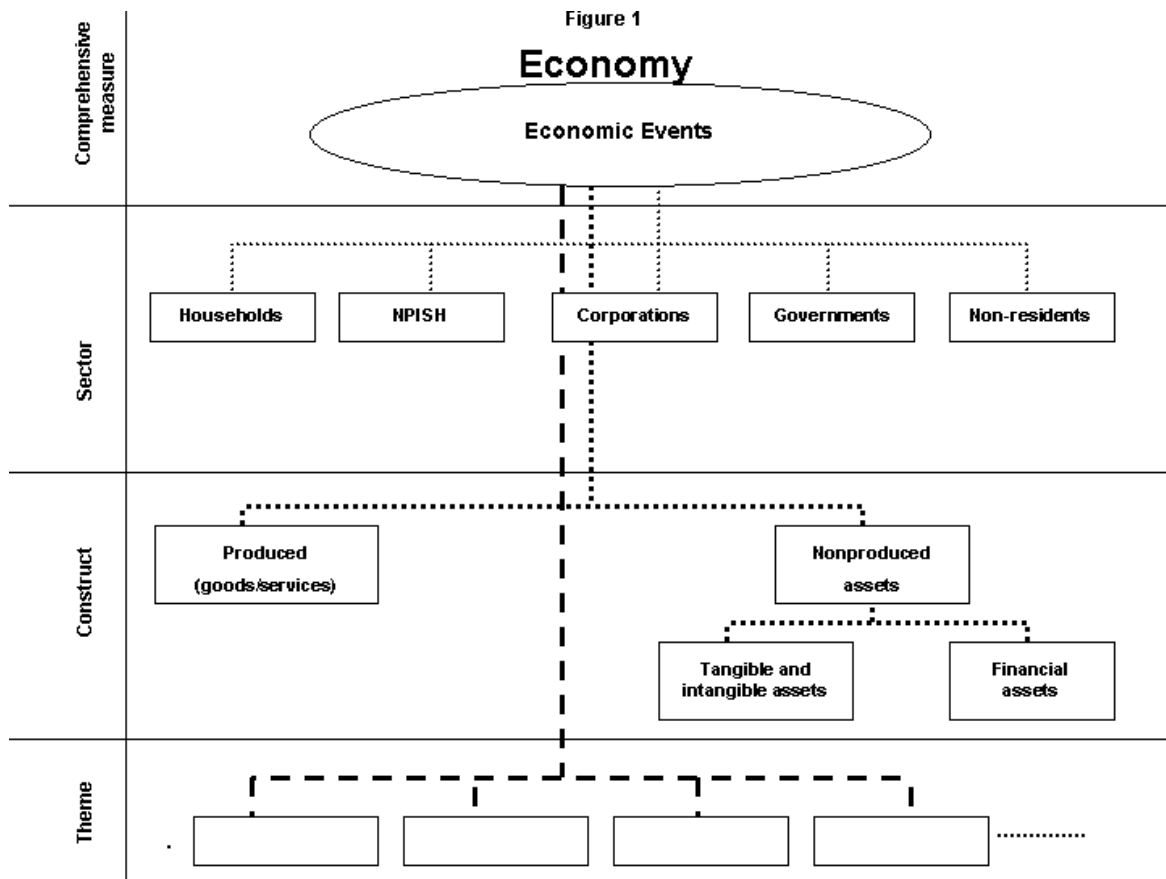 Figure 1
Comprehensive
measure
Economy
Economic Events
Sector
Households
NPISH
Corporations
Governments
Non-residents
Construct
Produced
(goods/services)
Nonproduced
assets
Tangible and
intangible assets
Financial
assets
Theme